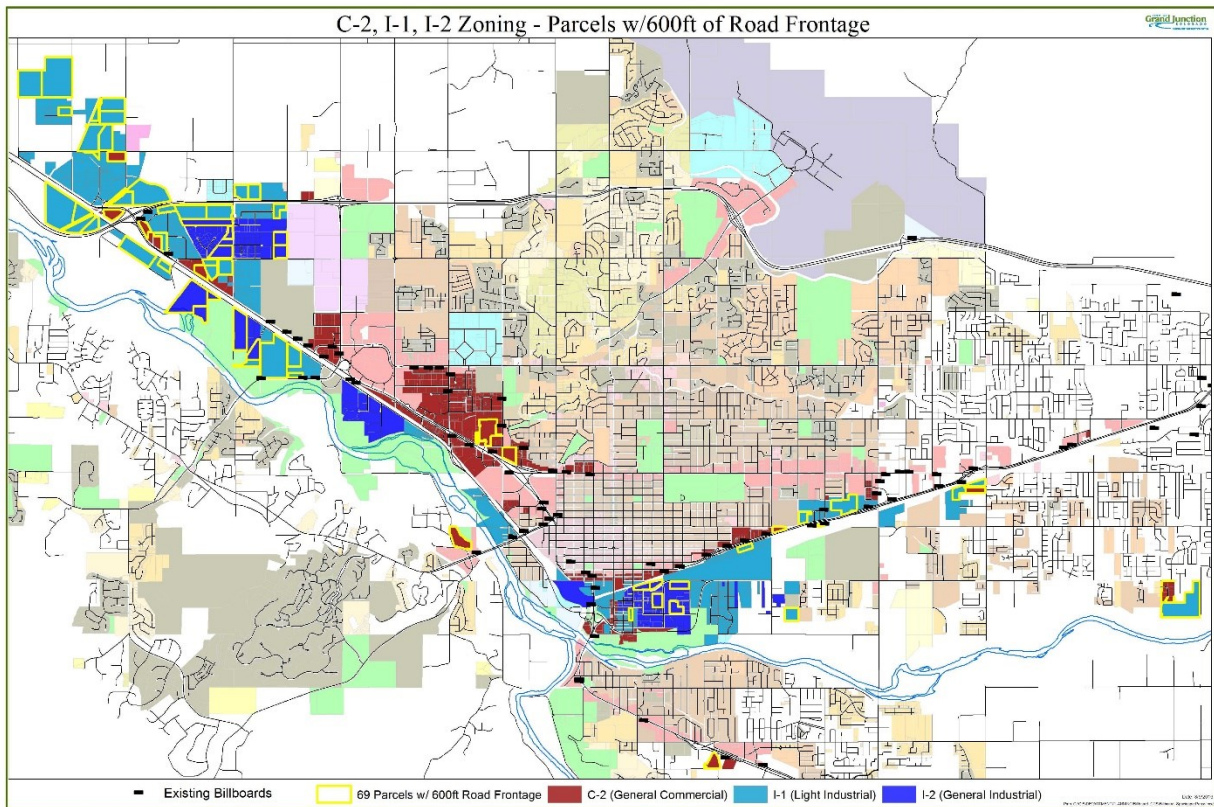 C-2, I-1, I-2 Zoning - Parcels w/600ft of Road Frontage
Grand Junction
COLORADO
Existing Billboards
69 Parcels w/ 600ft Road Frontage
C-2 (General Commercial)
I-1 (Light Industrial)
I-2 (General Industrial)